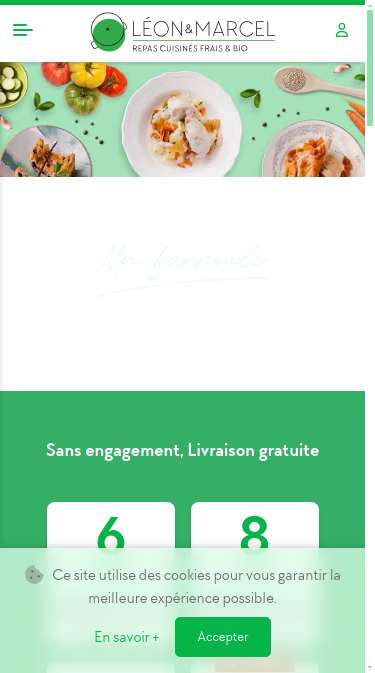 LÉON&MARCEL
REPAS CUISINÉS FRAIS & BIO
Ma formule
Sans engagement, Livraison gratuite
6
8
Ce site utilise des cookies pour vous garantir la
meilleure expérience possible.
En savoir +
Accepter